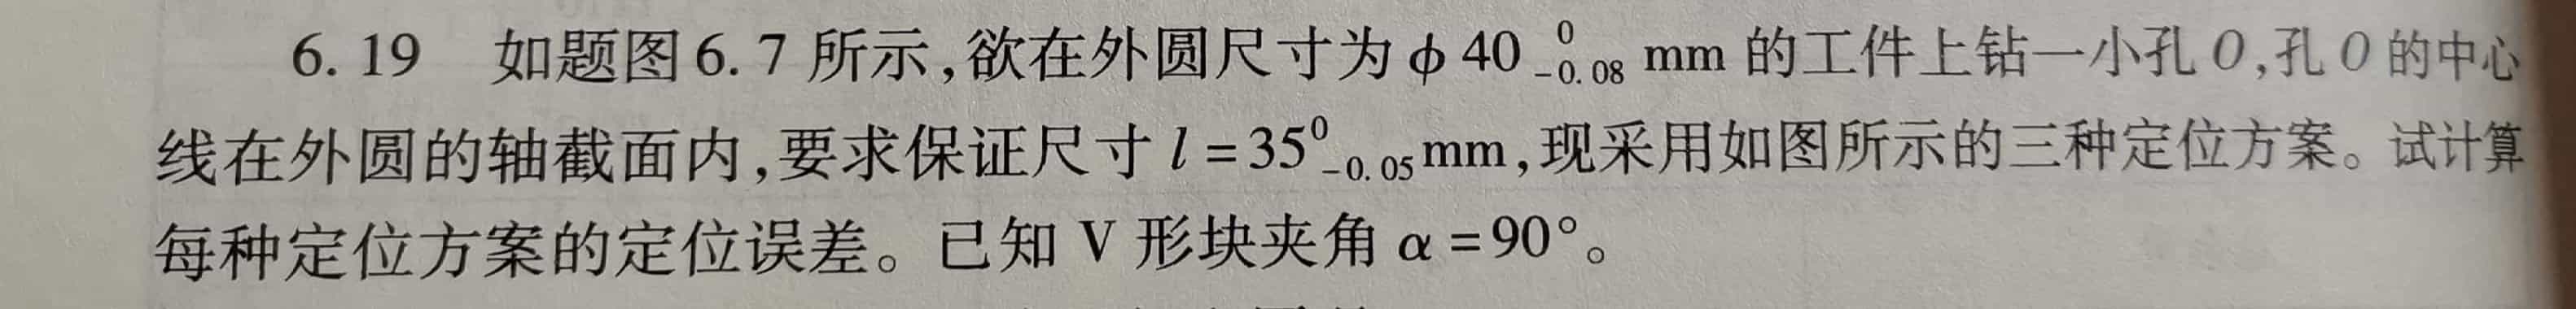 6.19 如题图 6.7 所示,欲在外圆尺寸为 ϕ 40 0 -0.08 mm 的工件上钻一小孔 O,孔 O 的中心
线在外圆的轴截面内,要求保证尺寸 l = 35 0 -0.05 mm,现采用如图所示的三种定位方案。试计算
每种定位方案的定位误差。已知 V 形块夹角 α = 90°。